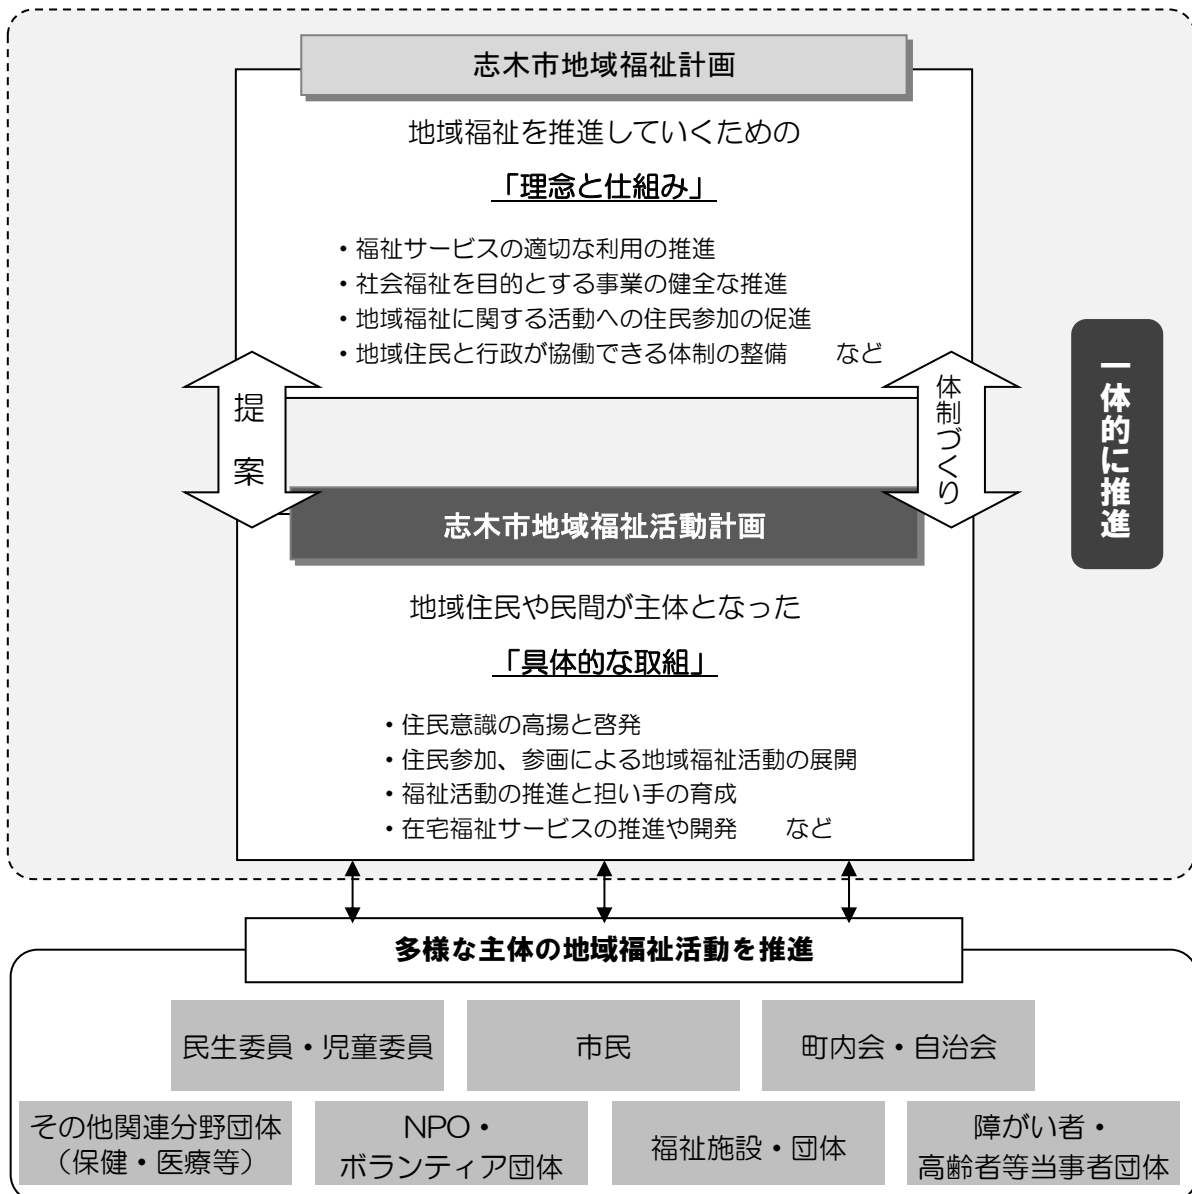 志木市地域福祉計画
地域福祉を推進していくための
「理念と仕組み」
・福祉サービスの適切な利用の推進
・社会福祉を目的とする事業の健全な推進
・地域福祉に関する活動への住民参加の促進
・地域住民と行政が協働できる体制の整備　　など
提案
体制づくり
一体的に推進
志木市地域福祉活動計画
地域住民や民間が主体となった
「具体的な取組」
・住民意識の高揚と啓発
・住民参加、参画による地域福祉活動の展開
・福祉活動の推進と担い手の育成
・在宅福祉サービスの推進や開発　　など
多様な主体の地域福祉活動を推進
民生委員・児童委員
市民
町内会・自治会
その他関連分野団体
（保健・医療等）
NPO・
ボランティア団体
福祉施設・団体
障がい者・
高齢者等当事者団体